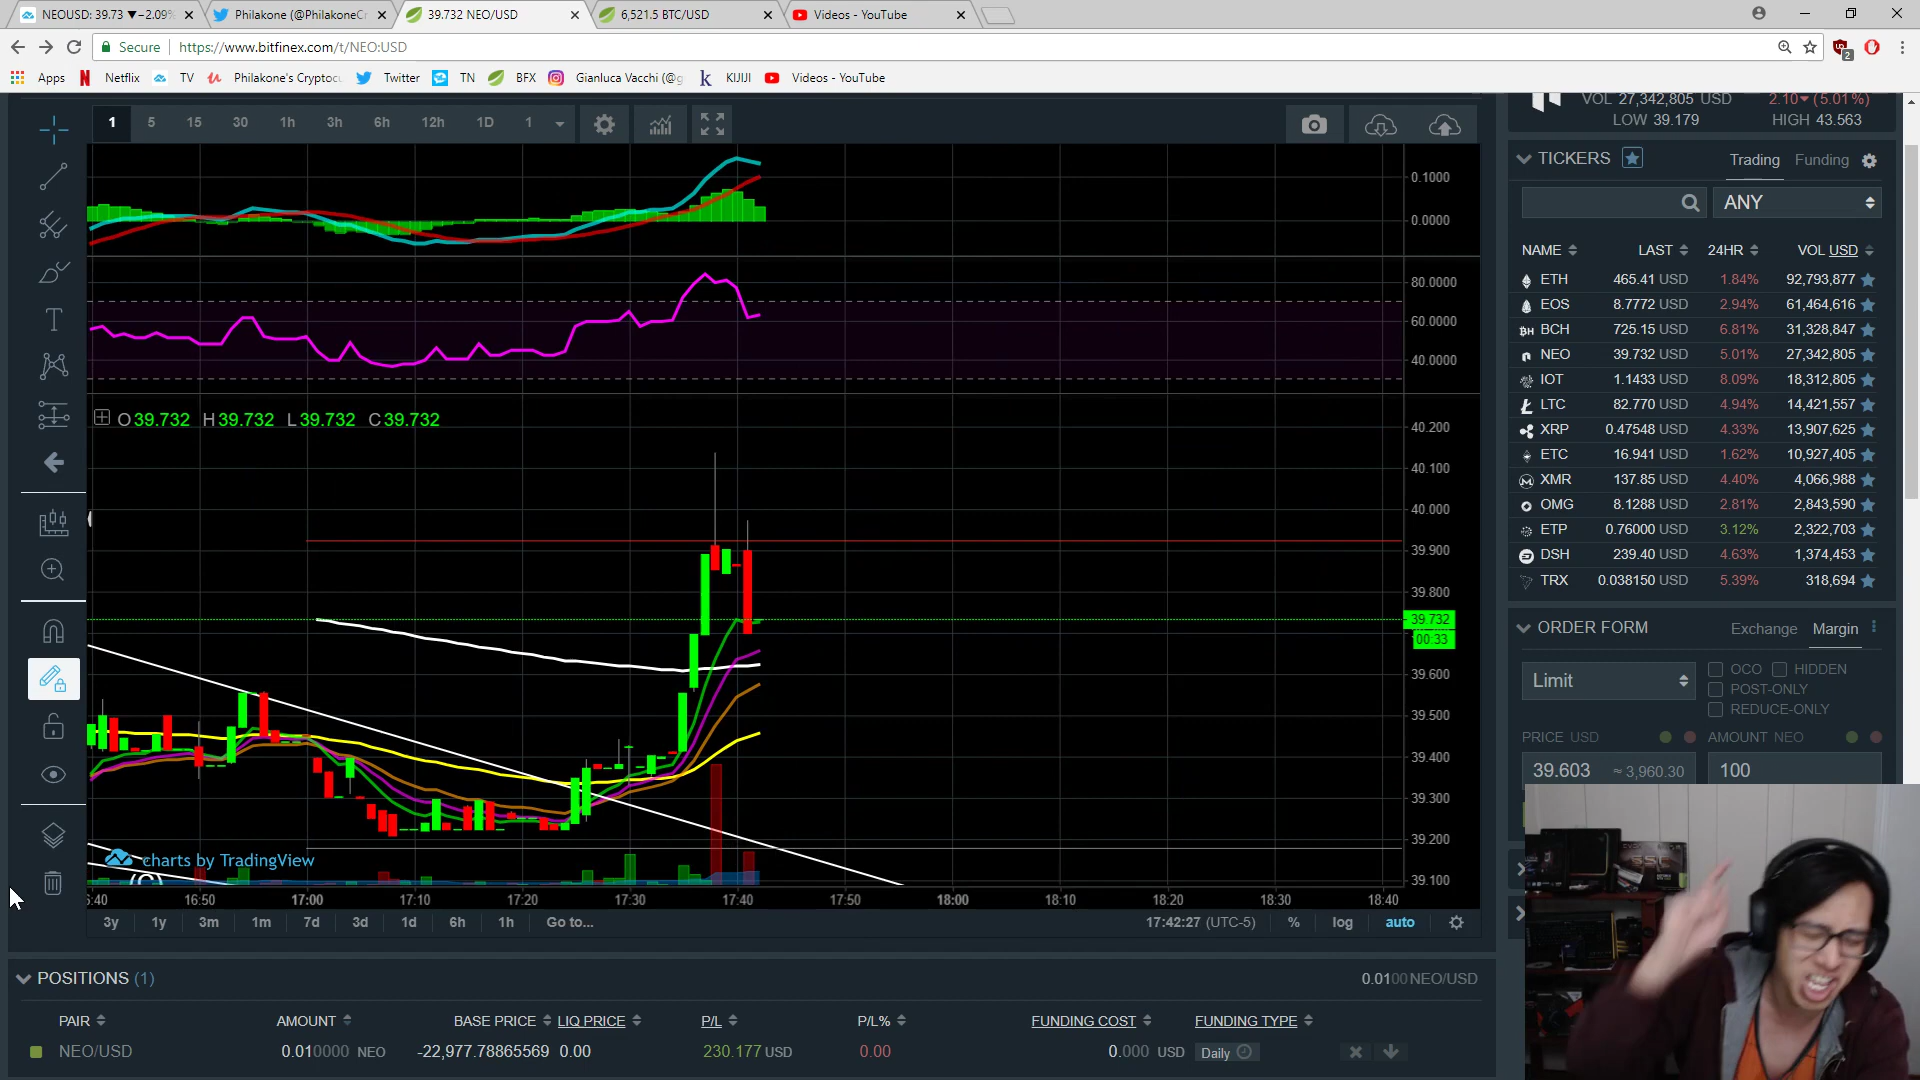 NEOUSD: 39.73 ▼−2.09%
Philakone (@PhilakoneCr
39.732 NEO/USD
6,521.5 BTC/USD
Videos - YouTube
Secure
https://www.bitfinex.com/t/NEO:USD
Apps
Netflix
TV
Philakone's Cryptocu
Twitter
TN
BFX
Gianluca Vacchi (@g
KIJIJI
Videos - YouTube
1 5 15 30 1h 3h 6h 12h 1D 1
0.1000
0.0000
80.0000
60.0000
40.0000
O 39.732 H 39.732 L 39.732 C 39.732
40.200
40.100
40.000
39.900
39.800
39.732
00:33
39.600
39.500
39.400
39.300
39.200
39.100
charts by TradingView
(C)
5:40 16:50 17:00 17:10 17:20 17:30 17:40 17:50 18:00 18:10 18:20 18:30 18:40
3y 1y 3m 1m 7d 3d 1d 6h 1h Go to...
17:42:27 (UTC-5) % log auto
POSITIONS (1)
0.0100 NEO/USD
PAIR AMOUNT BASE PRICE LIQ PRICE P/L P/L% FUNDING COST FUNDING TYPE
NEO/USD 0.010000 NEO -22,977.78865569 0.00 230.177 USD 0.00 0.000 USD Daily
VOL 27,342,805 USD 2.10▼ (5.01%)
LOW 39.179 HIGH 43.563
TICKERS
Trading Funding
ANY
NAME LAST 24HR VOL USD
ETH 465.41 USD 1.84% 92,793,877
EOS 8.7772 USD 2.94% 61,464,616
BCH 725.15 USD 6.81% 31,328,847
NEO 39.732 USD 5.01% 27,342,805
IOT 1.1433 USD 8.09% 18,312,805
LTC 82.770 USD 4.94% 14,421,557
XRP 0.47548 USD 4.33% 13,907,625
ETC 16.941 USD 1.62% 10,927,405
XMR 137.85 USD 4.40% 4,066,988
OMG 8.1288 USD 2.81% 2,843,590
ETP 0.76000 USD 3.12% 2,322,703
DSH 239.40 USD 4.63% 1,374,453
TRX 0.038150 USD 5.39% 318,694
ORDER FORM
Exchange Margin
Limit
OCO HIDDEN
POST-ONLY
REDUCE-ONLY
PRICE USD AMOUNT NEO
39.603 ≈ 3,960.30 100